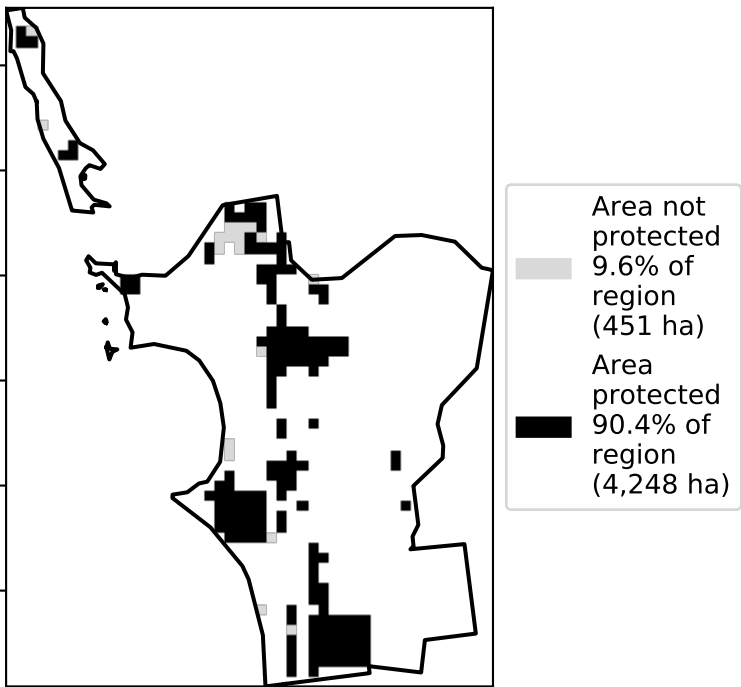 Area not
protected
9.6% of
region
(451 ha)
Area
protected
90.4% of
region
(4,248 ha)